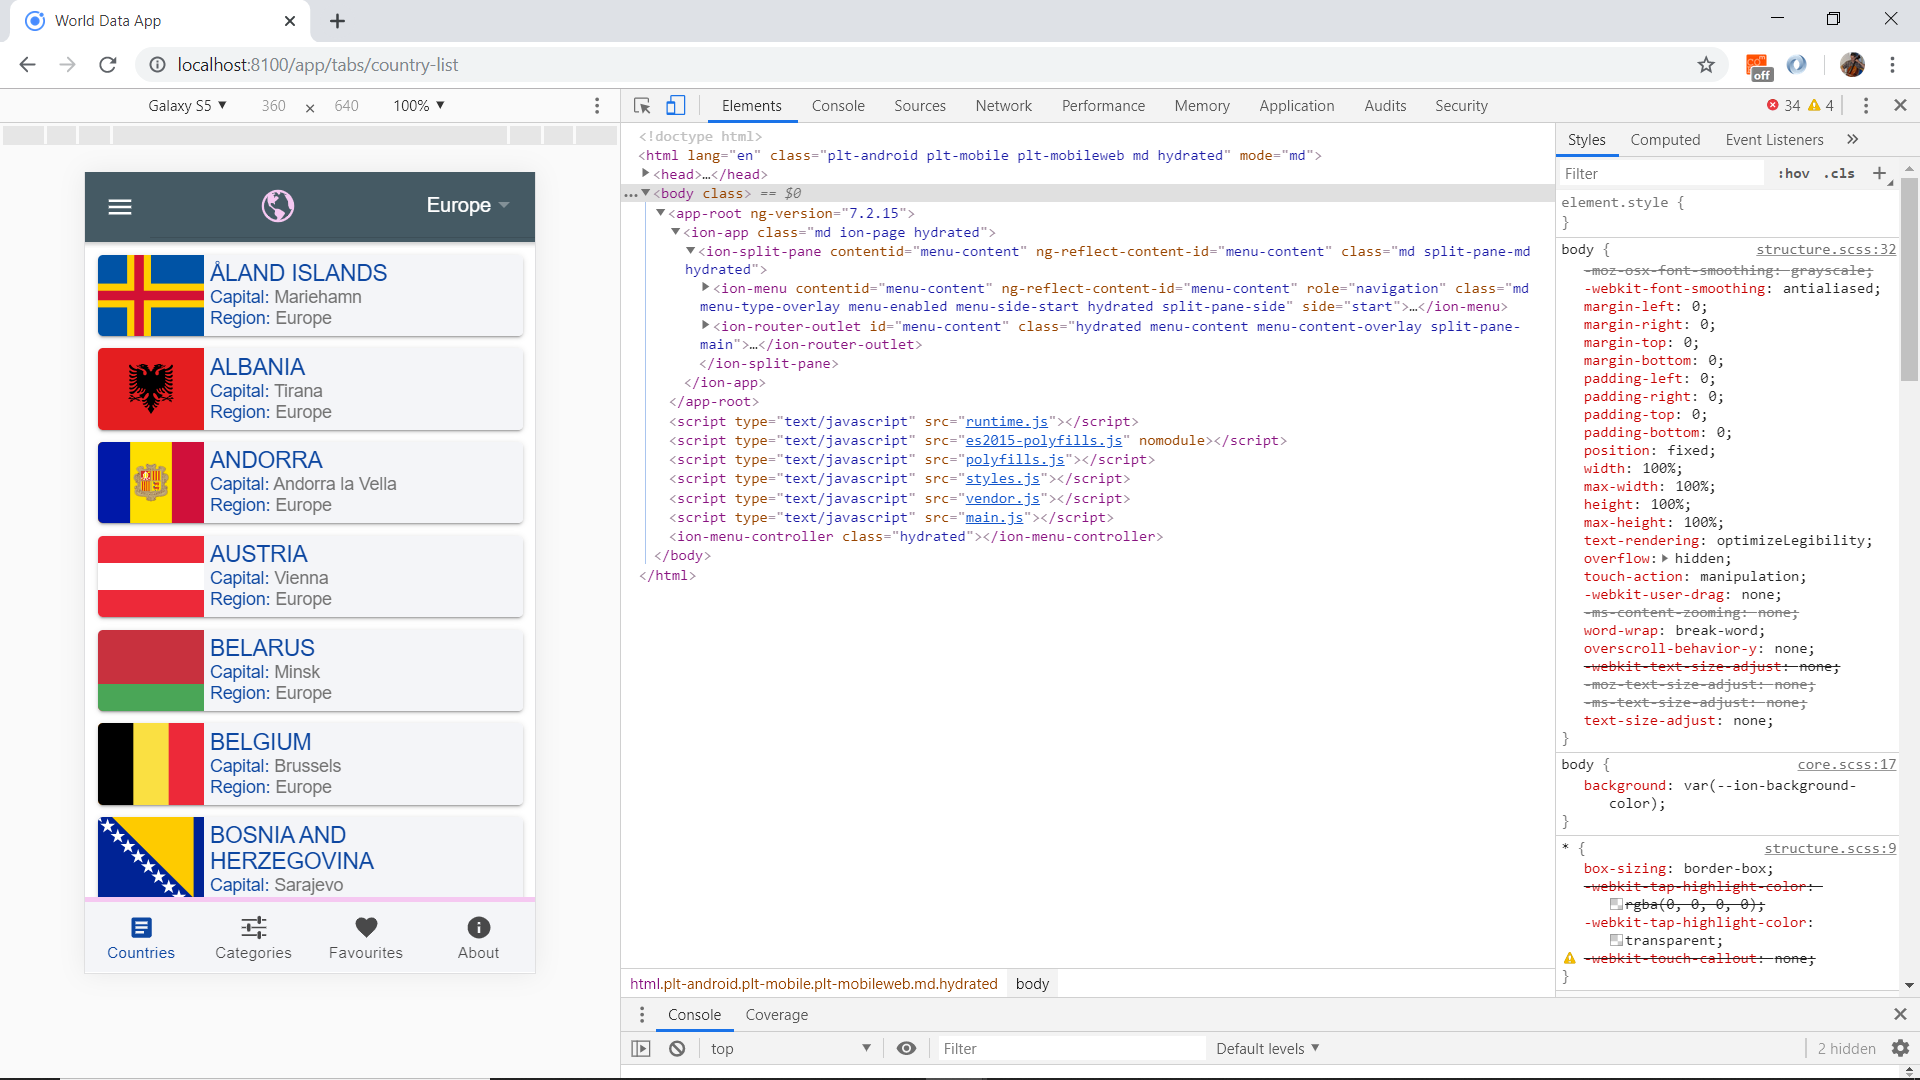 World Data App
localhost:8100/app/tabs/country-list
off
Galaxy S5 ▼ 360 × 640 100% ▼
Elements Console Sources Network Performance Memory Application Audits Security 34 4
Europe
ÅLAND ISLANDS
Capital: Mariehamn
Region: Europe
ALBANIA
Capital: Tirana
Region: Europe
ANDORRA
Capital: Andorra la Vella
Region: Europe
AUSTRIA
Capital: Vienna
Region: Europe
BELARUS
Capital: Minsk
Region: Europe
BELGIUM
Capital: Brussels
Region: Europe
BOSNIA AND
HERZEGOVINA
Capital: Sarajevo
Countries Categories Favourites About
<!doctype html>
<html lang="en" class="plt-android plt-mobile plt-mobileweb md hydrated" mode="md">
▶<head>…</head>
…▼<body class> == $0
▼<app-root ng-version="7.2.15">
▼<ion-app class="md ion-page hydrated">
▼<ion-split-pane contentid="menu-content" ng-reflect-content-id="menu-content" class="md split-pane-md
hydrated">
▶<ion-menu contentid="menu-content" ng-reflect-content-id="menu-content" role="navigation" class="md
menu-type-overlay menu-enabled menu-side-start hydrated split-pane-side" side="start">…</ion-menu>
▶<ion-router-outlet id="menu-content" class="hydrated menu-content menu-content-overlay split-pane-
main">…</ion-router-outlet>
</ion-split-pane>
</ion-app>
</app-root>
<script type="text/javascript" src="runtime.js"></script>
<script type="text/javascript" src="es2015-polyfills.js" nomodule></script>
<script type="text/javascript" src="polyfills.js"></script>
<script type="text/javascript" src="styles.js"></script>
<script type="text/javascript" src="vendor.js"></script>
<script type="text/javascript" src="main.js"></script>
<ion-menu-controller class="hydrated"></ion-menu-controller>
</body>
</html>
html.plt-android.plt-mobile.plt-mobileweb.md.hydrated body
Styles Computed Event Listeners »
Filter :hov .cls +
element.style {
}
body { structure.scss:32
-moz-osx-font-smoothing: grayscale;
-webkit-font-smoothing: antialiased;
margin-left: 0;
margin-right: 0;
margin-top: 0;
margin-bottom: 0;
padding-left: 0;
padding-right: 0;
padding-top: 0;
padding-bottom: 0;
position: fixed;
width: 100%;
max-width: 100%;
height: 100%;
max-height: 100%;
text-rendering: optimizeLegibility;
overflow: ▶ hidden;
touch-action: manipulation;
-webkit-user-drag: none;
-ms-content-zooming: none;
word-wrap: break-word;
overscroll-behavior-y: none;
-webkit-text-size-adjust: none;
-moz-text-size-adjust: none;
-ms-text-size-adjust: none;
text-size-adjust: none;
}
body { core.scss:17
background: var(--ion-background-
color);
}
* { structure.scss:9
box-sizing: border-box;
-webkit-tap-highlight-color:
rgba(0, 0, 0, 0);
-webkit-tap-highlight-color:
transparent;
-webkit-touch-callout: none;
}
Console Coverage
top ▼ Filter Default levels ▼ 2 hidden